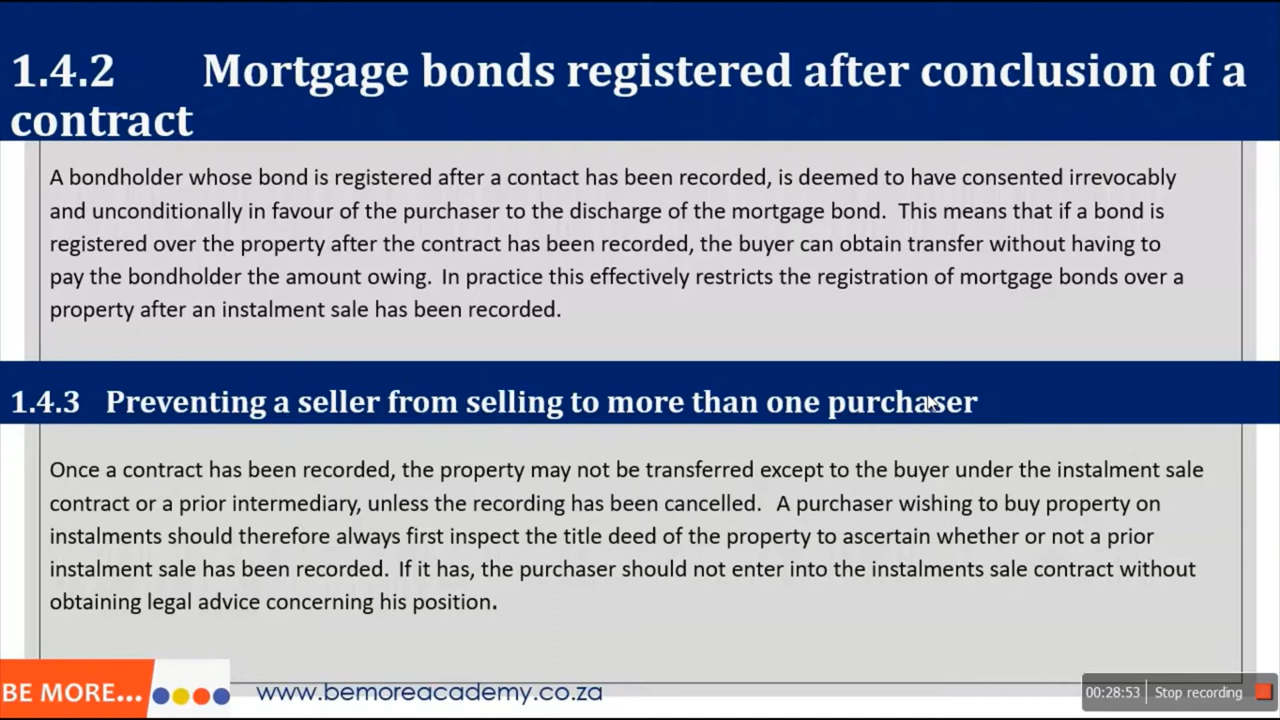 1.4.2 Mortgage bonds registered after conclusion of a
contract
A bondholder whose bond is registered after a contact has been recorded, is deemed to have consented irrevocably
and unconditionally in favour of the purchaser to the discharge of the mortgage bond. This means that if a bond is
registered over the property after the contract has been recorded, the buyer can obtain transfer without having to
pay the bondholder the amount owing. In practice this effectively restricts the registration of mortgage bonds over a
property after an instalment sale has been recorded.
1.4.3 Preventing a seller from selling to more than one purchaser
Once a contract has been recorded, the property may not be transferred except to the buyer under the instalment sale
contract or a prior intermediary, unless the recording has been cancelled. A purchaser wishing to buy property on
instalments should therefore always first inspect the title deed of the property to ascertain whether or not a prior
instalment sale has been recorded. If it has, the purchaser should not enter into the instalments sale contract without
obtaining legal advice concerning his position.
BE MORE... www.bemoreacademy.co.za
00:28:53 Stop recording